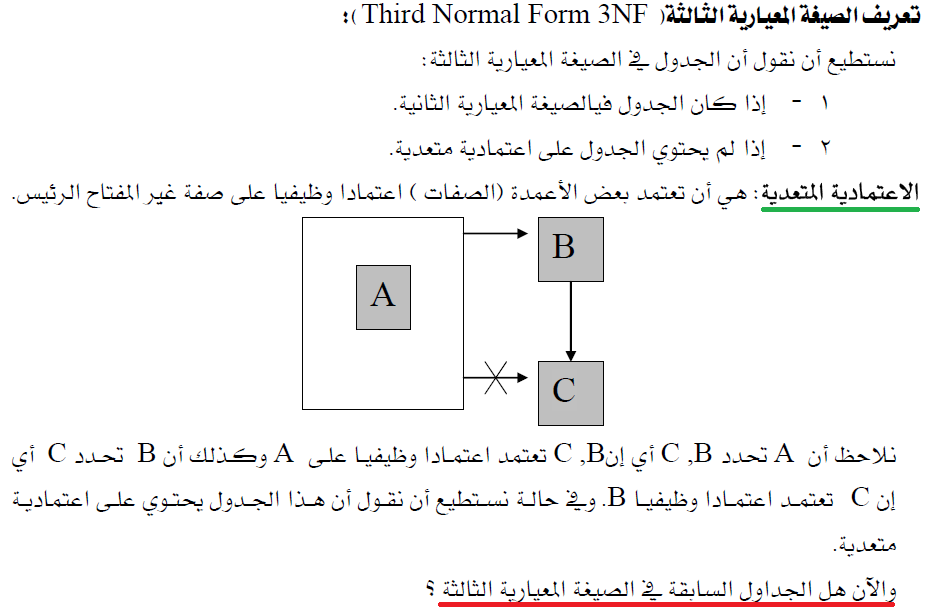 تعريف الصيغة المعيارية الثالثة( Third Normal Form 3NF ):
نستطيع أن نقول أن الجدول في الصيغة المعيارية الثالثة:
١ - إذا كان الجدول فيالصيغة المعيارية الثانية.
٢ - إذا لم يحتوي الجدول على اعتمادية متعدية.
الاعتمادية المتعدية: هي أن تعتمد بعض الأعمدة (الصفات ) اعتمادا وظيفيا على صفة غير المفتاح الرئيس.
B
A
C
نلاحظ أن A تحدد C ,B أي إنC ,B تعتمد اعتمادا وظيفيا على A وكذلك أن B تحدد C أي
إن C تعتمد اعتمادا وظيفيا B. وفي حالة نستطيع أن نقول أن هذا الجدول يحتوي على اعتمادية
متعدية.
والآن هل الجداول السابقة في الصيغة المعيارية الثالثة ؟